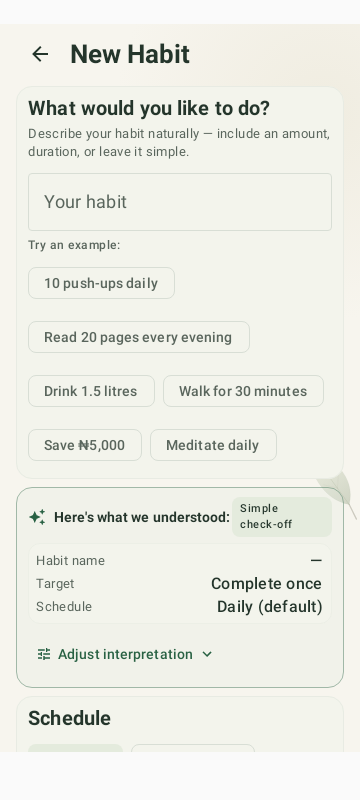 New Habit
What would you like to do?
Describe your habit naturally — include an amount,
duration, or leave it simple.
Your habit
Try an example:
10 push-ups daily
Read 20 pages every evening
Drink 1.5 litres
Walk for 30 minutes
Save ₦5,000
Meditate daily
Here's what we understood:
Simple
check-off
Habit name —
Target Complete once
Schedule Daily (default)
Adjust interpretation
Schedule